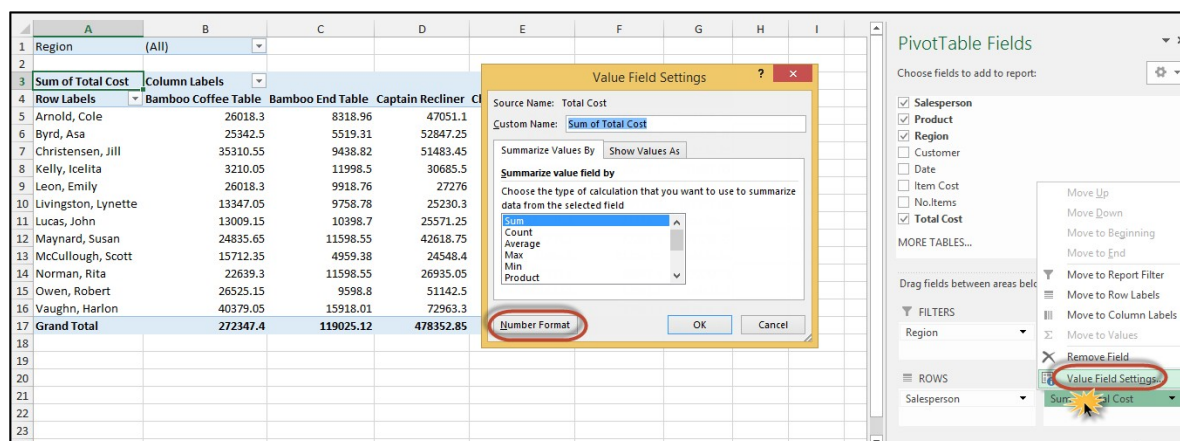 A B C D E F G H I
1 Region (All)
2
3 Sum of Total Cost Column Labels
4 Row Labels Bamboo Coffee Table Bamboo End Table Captain Recliner
5 Arnold, Cole 26018.3 8318.96 47051.1
6 Byrd, Asa 25342.5 5519.31 52847.25
7 Christensen, Jill 35310.55 9438.82 51483.45
8 Kelly, Icelita 3210.05 11998.5 30685.5
9 Leon, Emily 26018.3 9918.76 27276
10 Livingston, Lynette 13347.05 9758.78 25230.3
11 Lucas, John 13009.15 10398.7 25571.25
12 Maynard, Susan 24835.65 11598.55 42618.75
13 McCullough, Scott 15712.35 4959.38 24548.4
14 Norman, Rita 22639.3 11598.55 26935.05
15 Owen, Robert 26525.15 9598.8 51142.5
16 Vaughn, Harlon 40379.05 15918.01 72963.3
17 Grand Total 272347.4 119025.12 478352.85
18
19
20
21
22
23
Value Field Settings ?
Source Name: Total Cost
Custom Name: Sum of Total Cost
Summarize Values By Show Values As
Summarize value field by
Choose the type of calculation that you want to use to summarize
data from the selected field
Sum
Count
Average
Max
Min
Product
Number Format OK Cancel
PivotTable Fields
Choose fields to add to report:
Salesperson
Product
Region
Customer
Date
Item Cost
No.Items
Total Cost
MORE TABLES...
Drag fields between areas
FILTERS
Region
ROWS
Salesperson
Move Up
Move Down
Move to Beginning
Move to End
Move to Report Filter
Move to Row Labels
Move to Column Labels
Σ Move to Values
Remove Field
Value Field Settings...
Cost